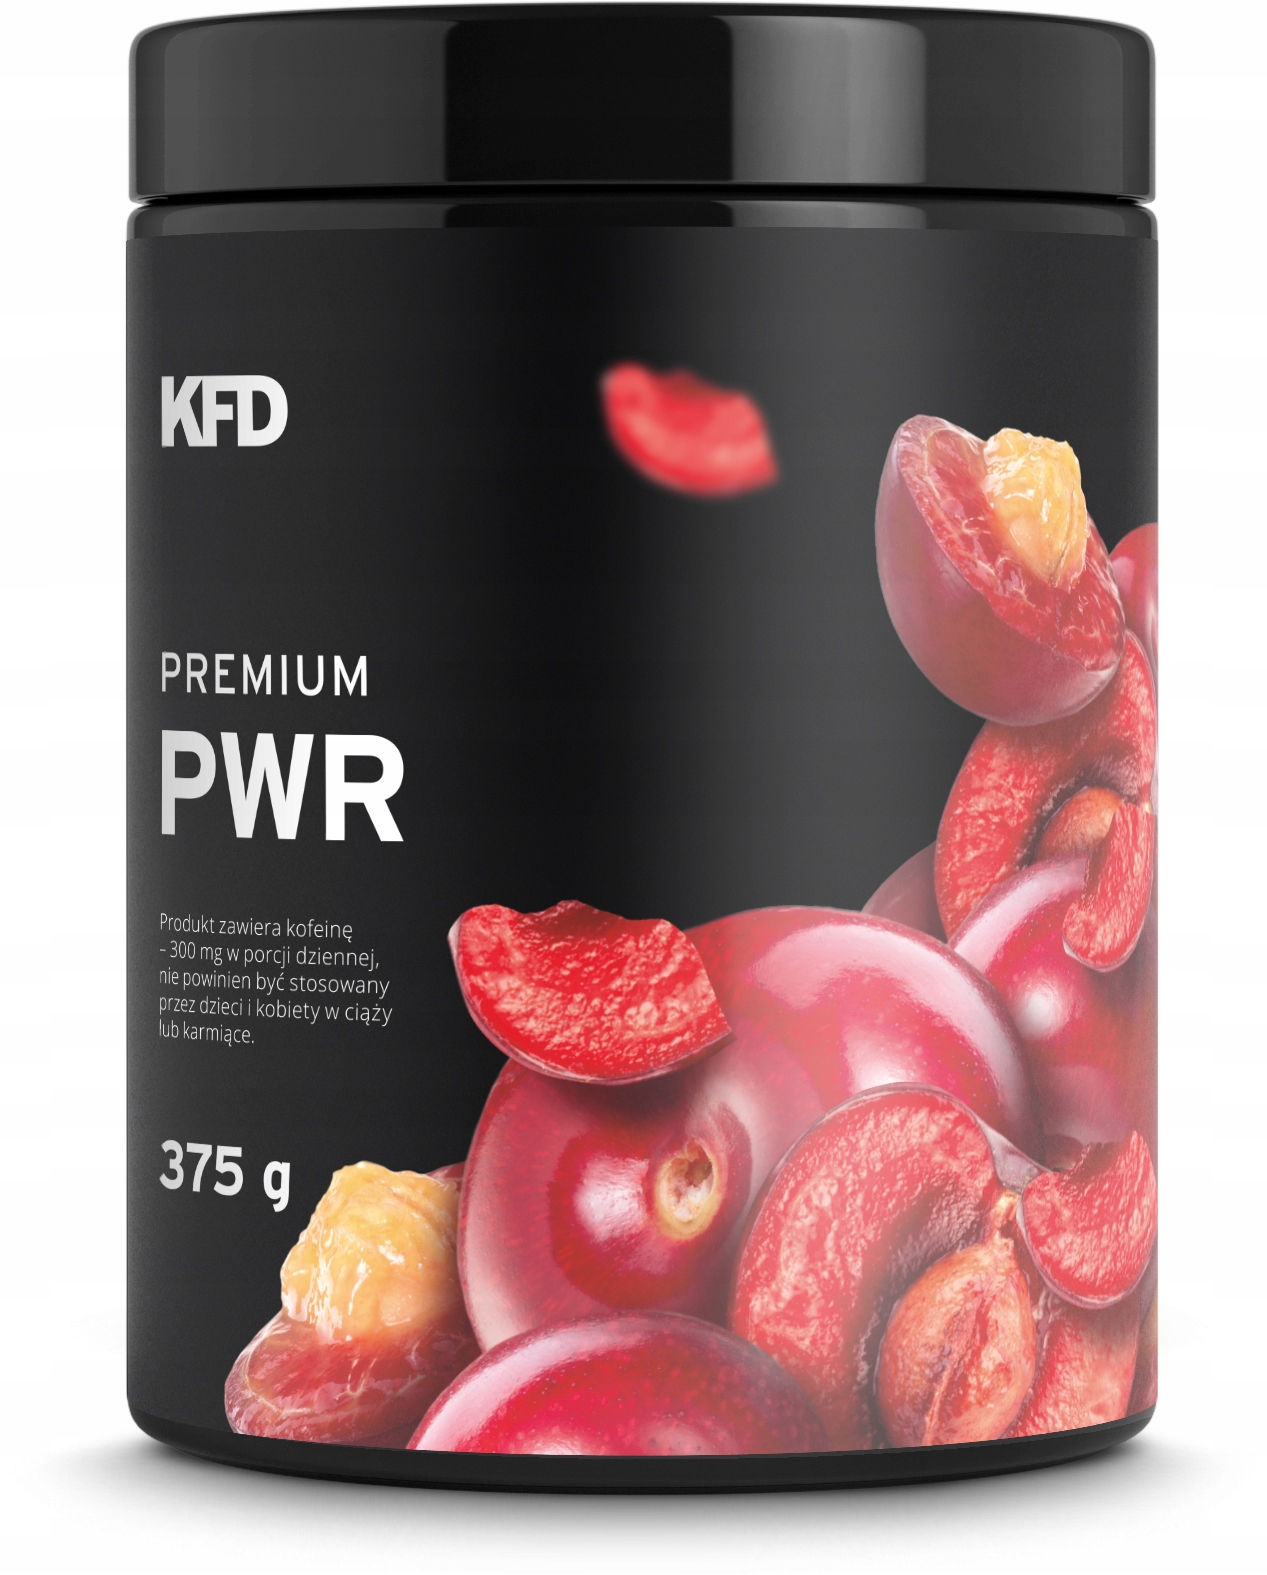 KFD
PREMIUM
PWR
Produkt zawiera kofeinę
– 300 mg w porcji dziennej,
nie powinien być stosowany
przez dzieci i kobiety w ciąży
lub karmiące.
375 g